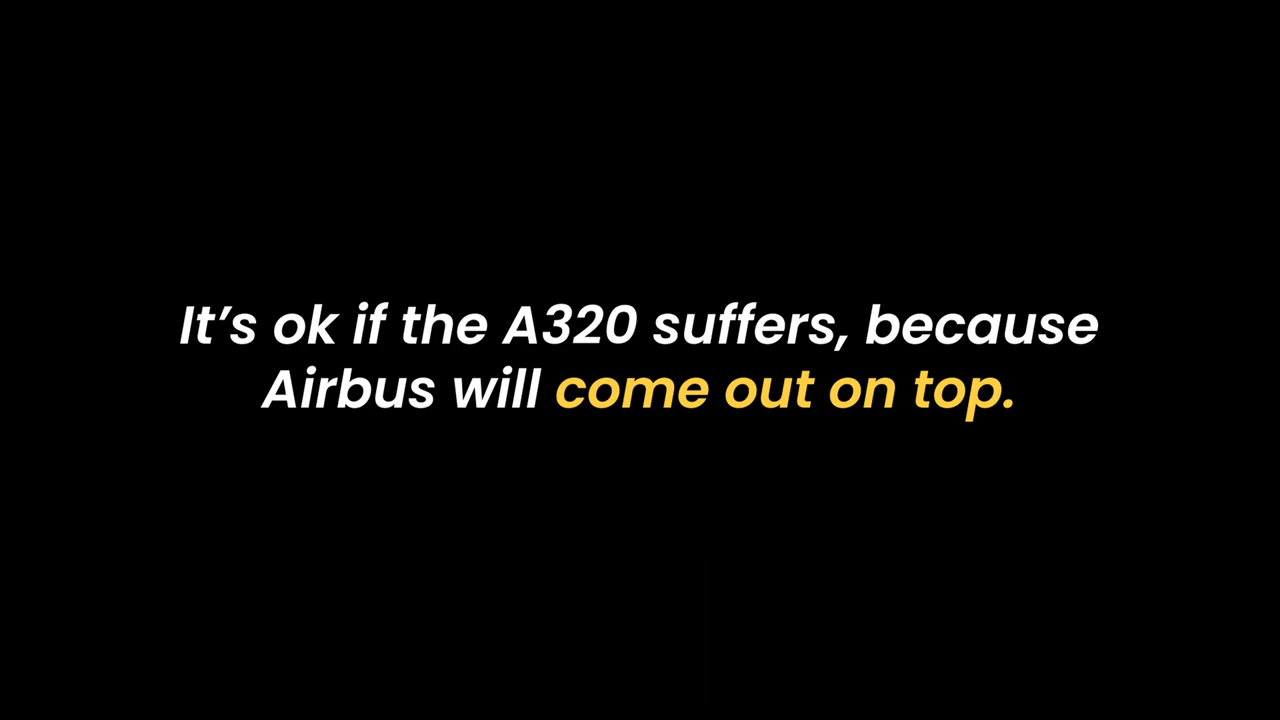 It’s ok if the A320 suffers, because
Airbus will come out on top.